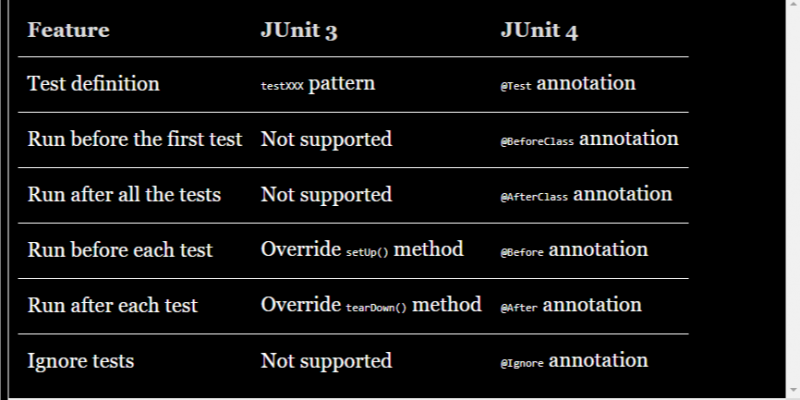 Feature JUnit 3 JUnit 4
Test definition testXXX pattern @Test annotation
Run before the first test Not supported @BeforeClass annotation
Run after all the tests Not supported @AfterClass annotation
Run before each test Override setUp() method @Before annotation
Run after each test Override tearDown() method @After annotation
Ignore tests Not supported @Ignore annotation